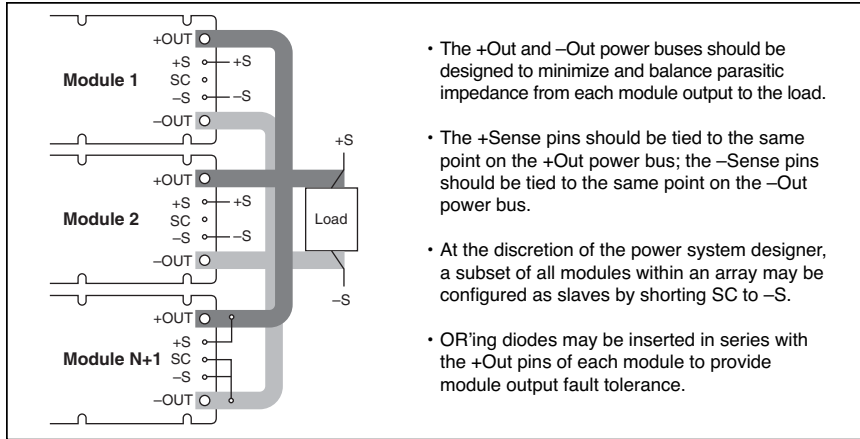 +OUT
+S
+S
Module 1
SC
–S
–S
–OUT
+S
+OUT
+S
+S
Module 2
SC
Load
–S
–S
–OUT
–S
+OUT
+S
Module N+1
SC
–S
–OUT
• The +Out and –Out power buses should be
designed to minimize and balance parasitic
impedance from each module output to the load.
• The +Sense pins should be tied to the same
point on the +Out power bus; the –Sense pins
should be tied to the same point on the –Out
power bus.
• At the discretion of the power system designer,
a subset of all modules within an array may be
configured as slaves by shorting SC to –S.
• OR'ing diodes may be inserted in series with
the +Out pins of each module to provide
module output fault tolerance.